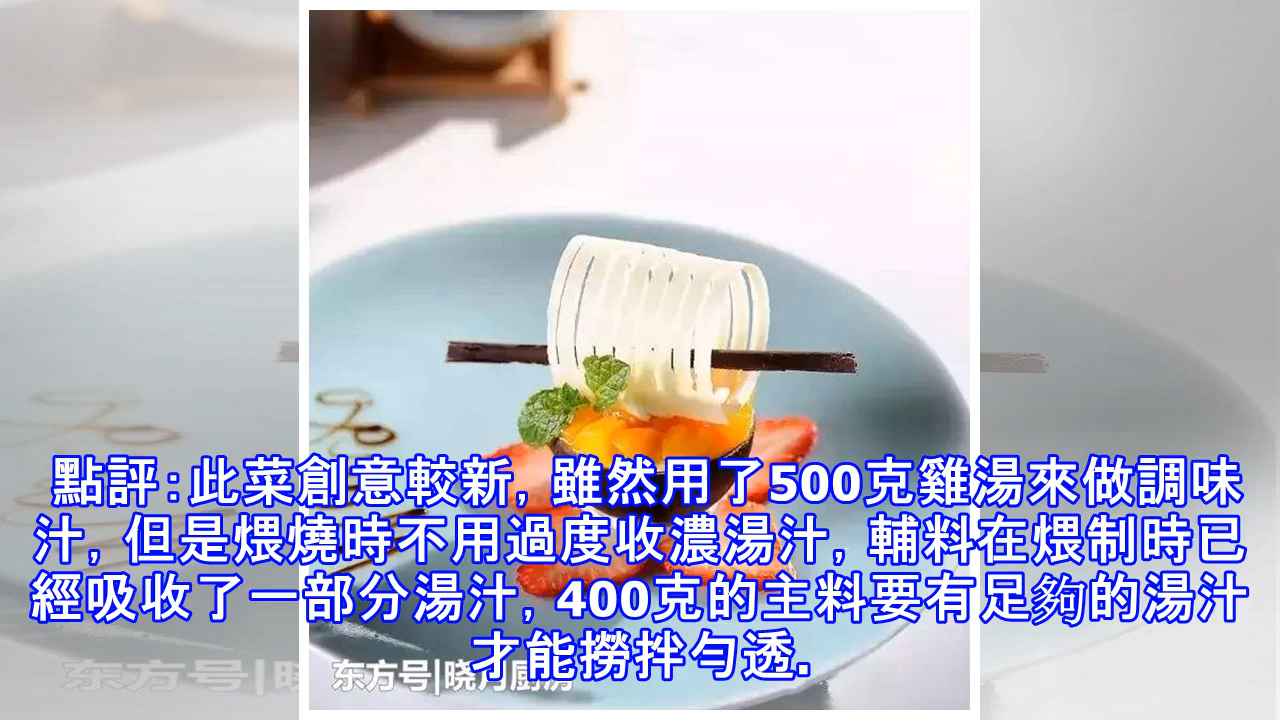 點評:此菜創意較新, 雖然用了500克雞湯來做調味
汁, 但是煨燒時不用過度收濃湯汁, 輔料在煨制時已
經吸收了一部分湯汁, 400克的主料要有足夠的湯汁
才能撈拌勻透.
东方号|晓月厨房